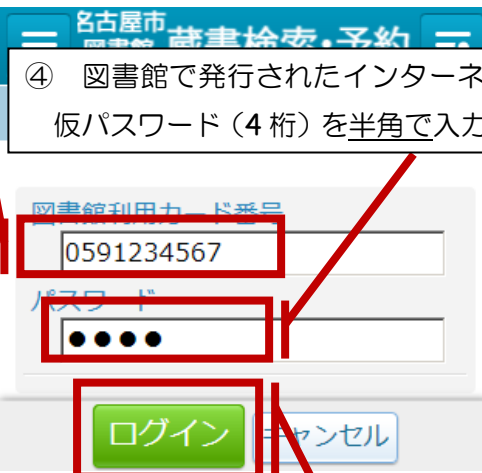 名古屋市
図書館 蔵書検索・予約
④ 図書館で発行されたインターネ
仮パスワード（4桁）を半角で入力
図書館利用カード番号
0591234567
パスワード
●●●●
ログイン キャンセル